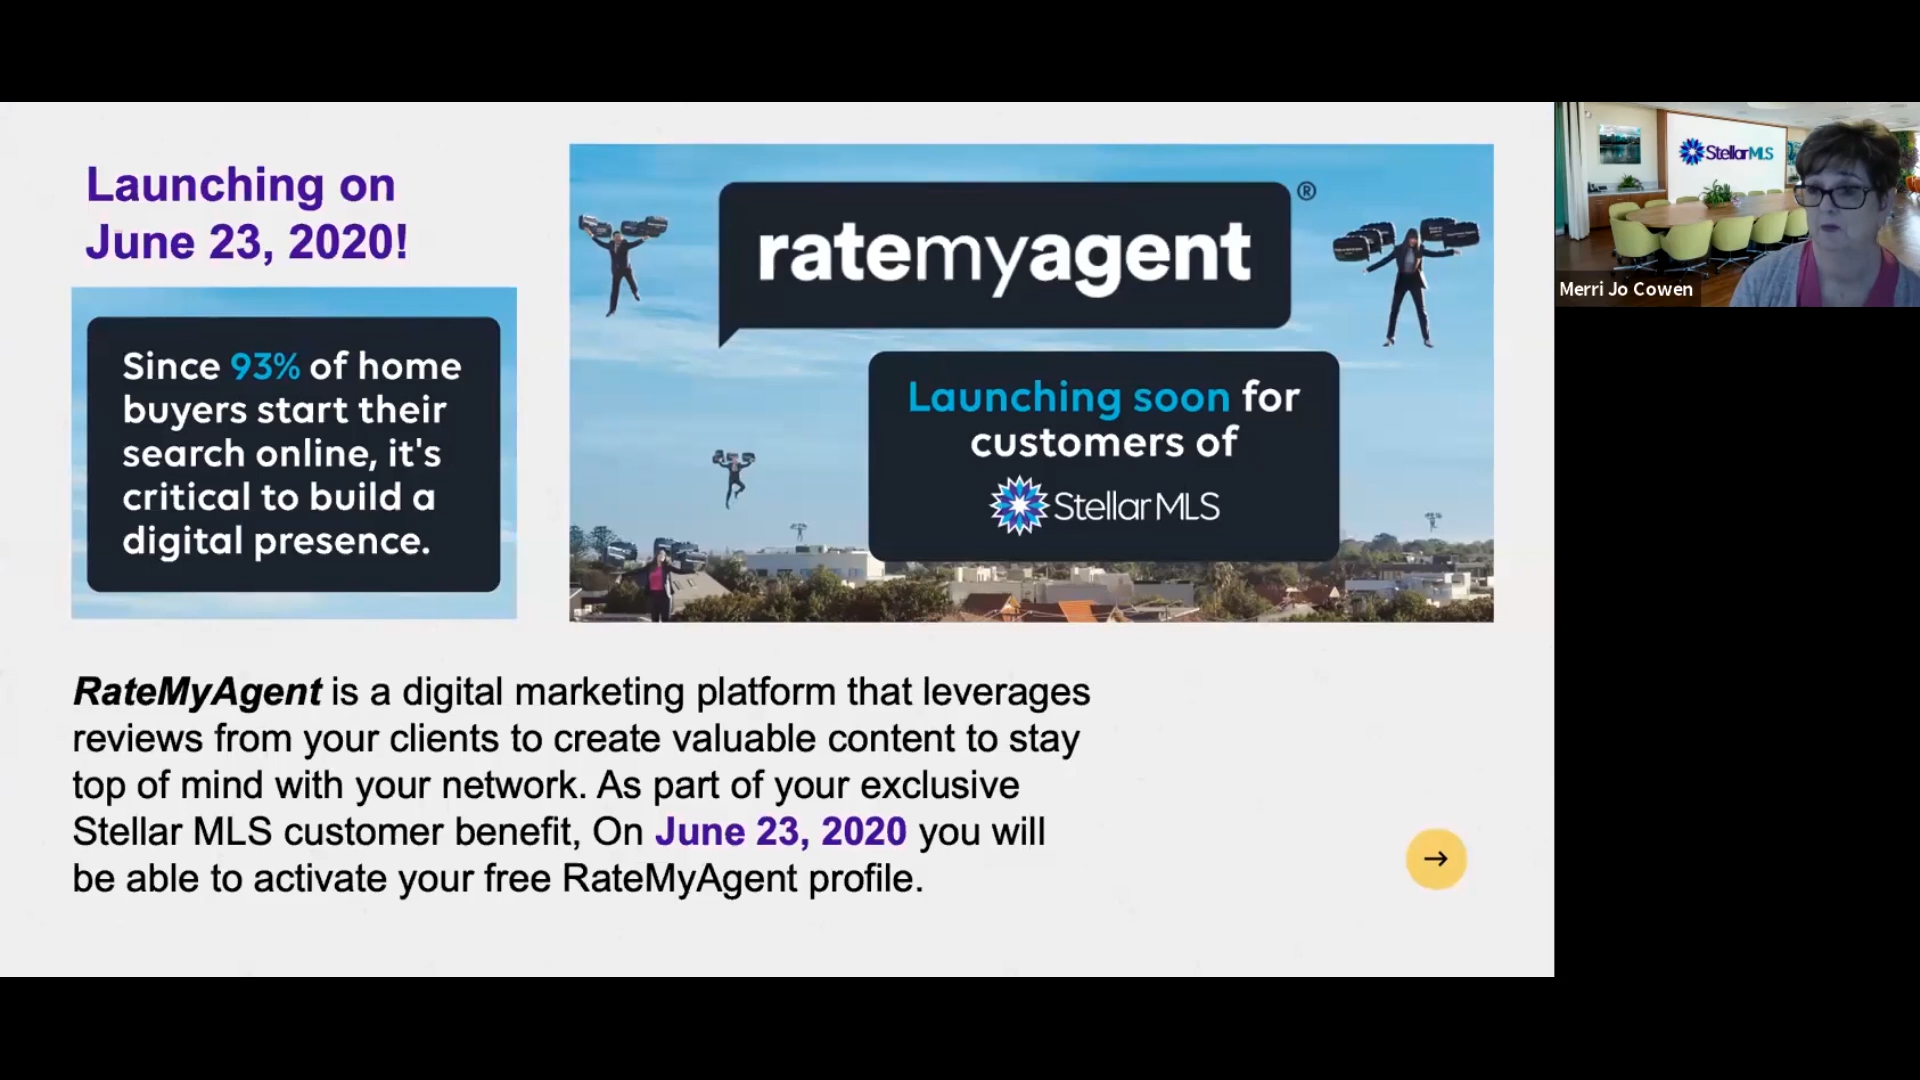 Launching on
June 23, 2020!
Since 93% of home
buyers start their
search online, it's
critical to build a
digital presence.
ratemyagent®
Launching soon for
customers of
StellarMLS
RateMyAgent is a digital marketing platform that leverages
reviews from your clients to create valuable content to stay
top of mind with your network. As part of your exclusive
Stellar MLS customer benefit, On June 23, 2020 you will
be able to activate your free RateMyAgent profile.
StellarMLS
Merri Jo Cowen